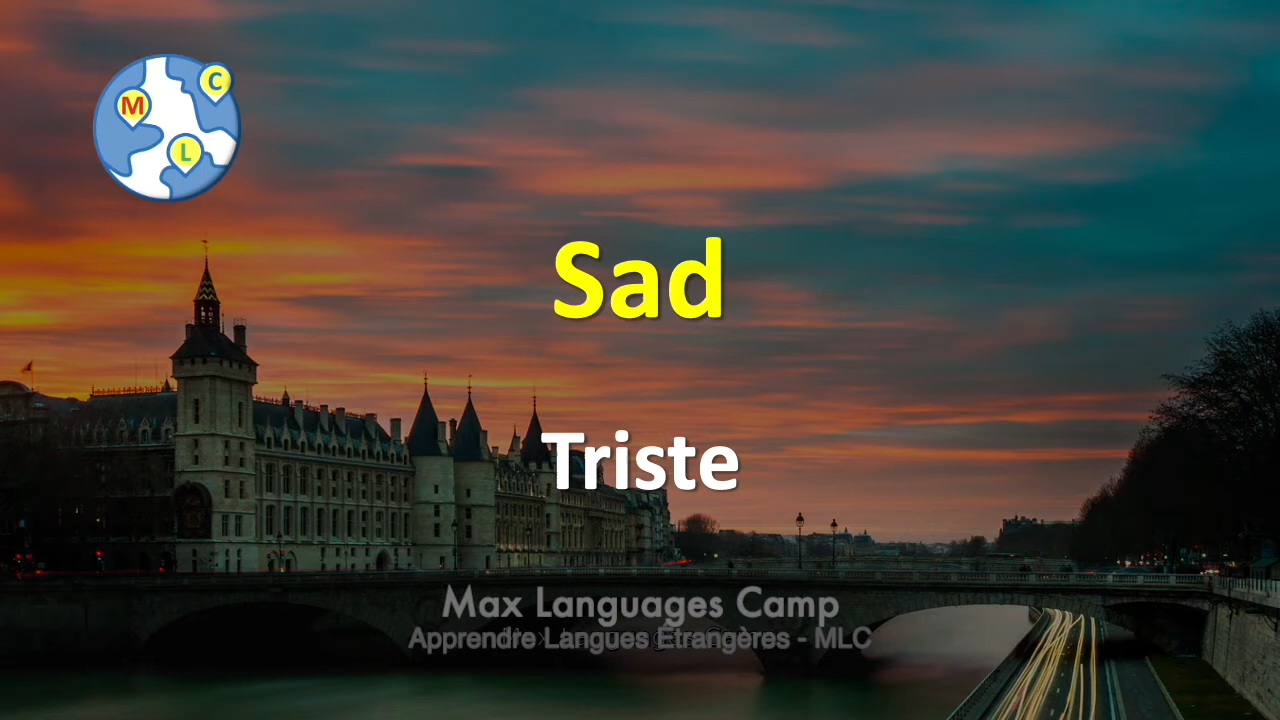 C
M
L
Sad
Triste
Max Languages Camp
Apprendre Langues Étrangères - MLC